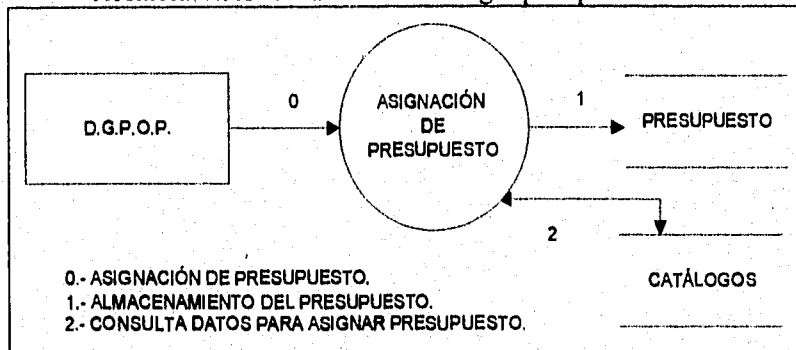 D.G.P.O.P.
0
ASIGNACIÓN
DE
PRESUPUESTO
1
PRESUPUESTO
2
CATÁLOGOS
0.- ASIGNACIÓN DE PRESUPUESTO.
1.- ALMACENAMIENTO DEL PRESUPUESTO.
2.- CONSULTA DATOS PARA ASIGNAR PRESUPUESTO.